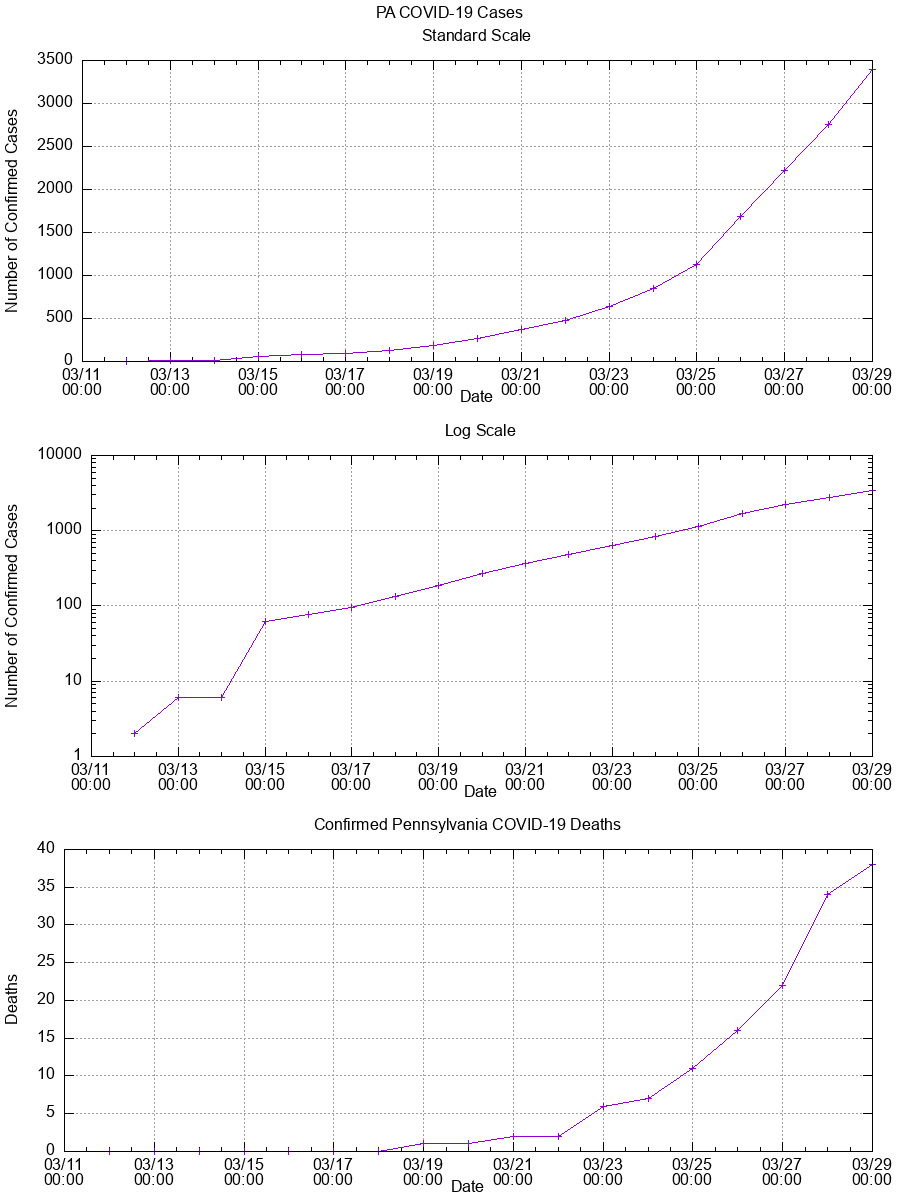 PA COVID-19 Cases
Standard Scale
3500
3000
2500
2000
1500
1000
500
0
Number of Confirmed Cases
03/11 03/13 03/15 03/17 03/19 03/21 03/23 03/25 03/27 03/29
00:00 00:00 00:00 00:00 00:00 00:00 00:00 00:00 00:00 00:00
Date
Log Scale
10000
1000
100
10
1
Number of Confirmed Cases
03/11 03/13 03/15 03/17 03/19 03/21 03/23 03/25 03/27 03/29
00:00 00:00 00:00 00:00 00:00 00:00 00:00 00:00 00:00 00:00
Date
Confirmed Pennsylvania COVID-19 Deaths
40
35
30
25
20
15
10
5
0
Deaths
03/11 03/13 03/15 03/17 03/19 03/21 03/23 03/25 03/27 03/29
00:00 00:00 00:00 00:00 00:00 00:00 00:00 00:00 00:00 00:00
Date